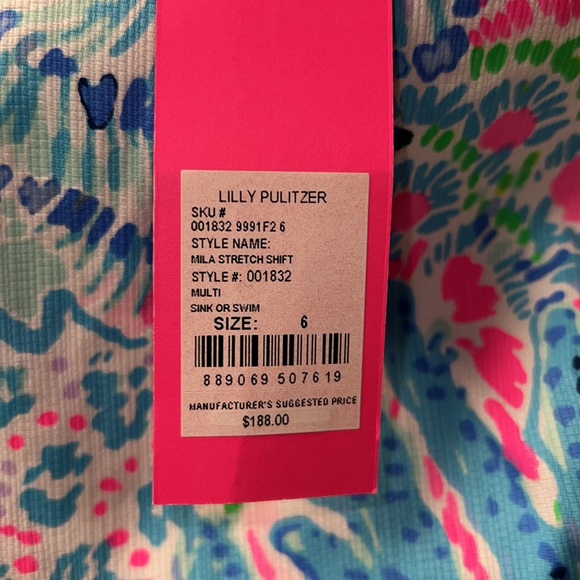 LILLY PULITZER
SKU #
001832 9991F2 6
STYLE NAME:
MILA STRETCH SHIFT
STYLE #: 001832
MULTI
SINK OR SWIM
SIZE: 6
889069 507619
MANUFACTURER'S SUGGESTED PRICE
$188.00